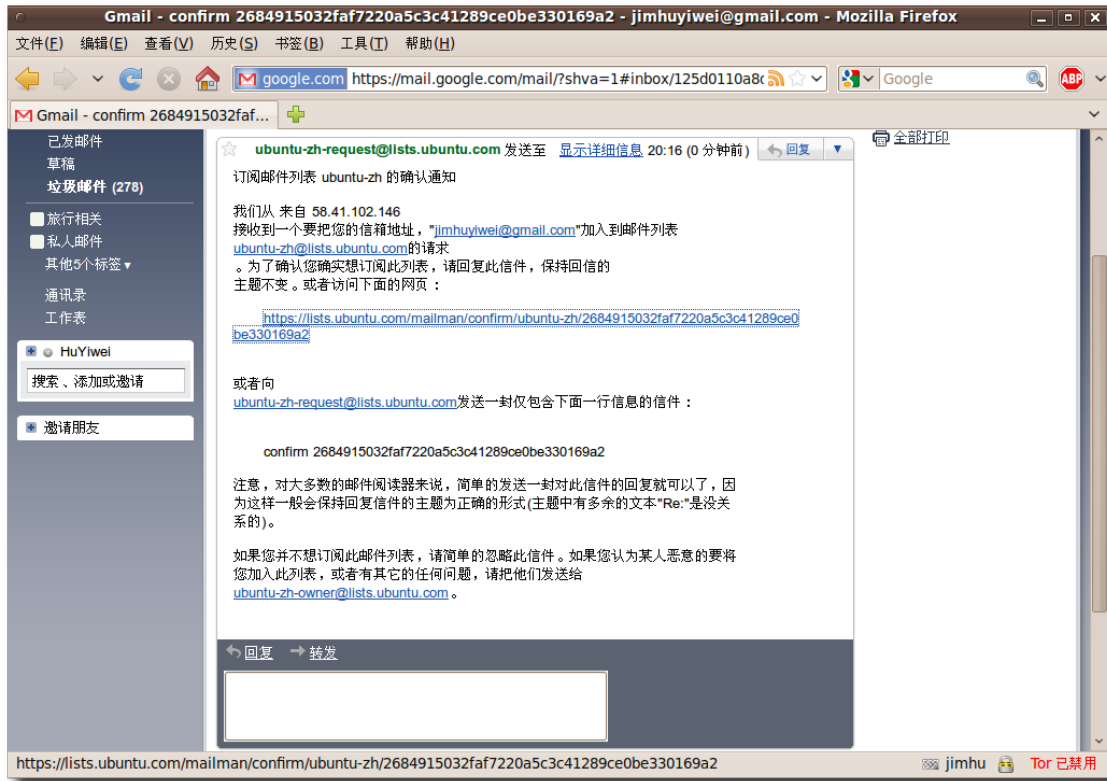 Gmail - confirm 2684915032faf7220a5c3c41289ce0be330169a2 - jimhuyiwei@gmail.com - Mozilla Firefox
文件(F) 编辑(E) 查看(V) 历史(S) 书签(B) 工具(T) 帮助(H)
google.com https://mail.google.com/mail/?shva=1#inbox/125d0110a8c Google ABP
Gmail - confirm 2684915032faf...
已发邮件
草稿
垃圾邮件 (278)
旅行相关
私人邮件
其他5个标签▾
通讯录
工作表
HuYiwei
搜索、添加或邀请
邀请朋友
ubuntu-zh-request@lists.ubuntu.com 发送至 显示详细信息 20:16 (0 分钟前) 回复
全部打印
订阅邮件列表 ubuntu-zh 的确认通知
我们从 来自 58.41.102.146
接收到一个要把您的信箱地址，"jimhuyiwei@gmail.com"加入到邮件列表
ubuntu-zh@lists.ubuntu.com的请求
。为了确认您确实想订阅此列表，请回复此信件，保持回信的
主题不变。或者访问下面的网页：
https://lists.ubuntu.com/mailman/confirm/ubuntu-zh/2684915032faf7220a5c3c41289ce0
be330169a2
或者向
ubuntu-zh-request@lists.ubuntu.com发送一封仅包含下面一行信息的信件：
confirm 2684915032faf7220a5c3c41289ce0be330169a2
注意，对大多数的邮件阅读器来说，简单的发送一封对此信件的回复就可以了，因
为这样一般会保持回复信件的主题为正确的形式(主题中有多余的文本"Re:"是没关
系的)。
如果您并不想订阅此邮件列表，请简单的忽略此信件。如果您认为某人恶意的要将
您加入此列表，或者有其它的任何问题，请把他们发送给
ubuntu-zh-owner@lists.ubuntu.com。
回复 转发
https://lists.ubuntu.com/mailman/confirm/ubuntu-zh/2684915032faf7220a5c3c41289ce0be330169a2 jimhu Tor 已禁用